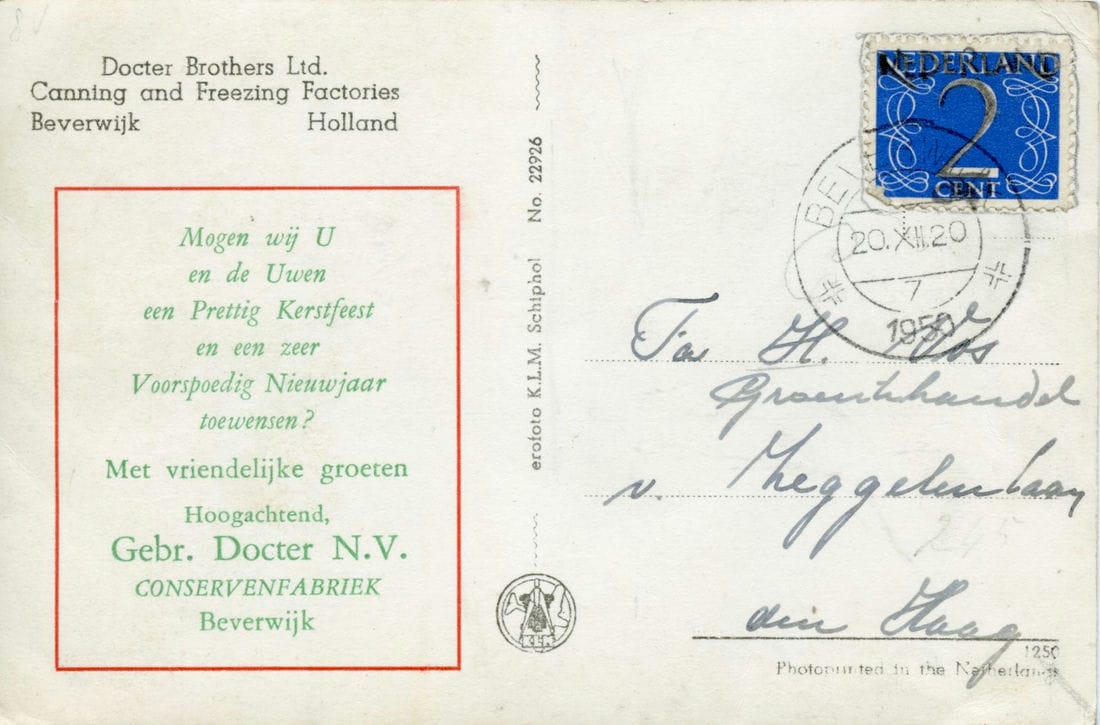 Docter Brothers Ltd.
Canning and Freezing Factories
Beverwijk Holland
Mogen wij U
en de Uwen
een Prettig Kerstfeest
en een zeer
Voorspoedig Nieuwjaar
toewensen?
Met vriendelijke groeten
Hoogachtend,
Gebr. Docter N.V.
CONSERVENFABRIEK
Beverwijk
erofoto K.L.M. Schiphol No. 22926
NEDERLAND
2
CENT
20.XII.20
7
1950
Fa H. Vos
Groentehandel
v. Zeggelenlaan
245
den Haag
1250
Photoprinted in the Netherlands